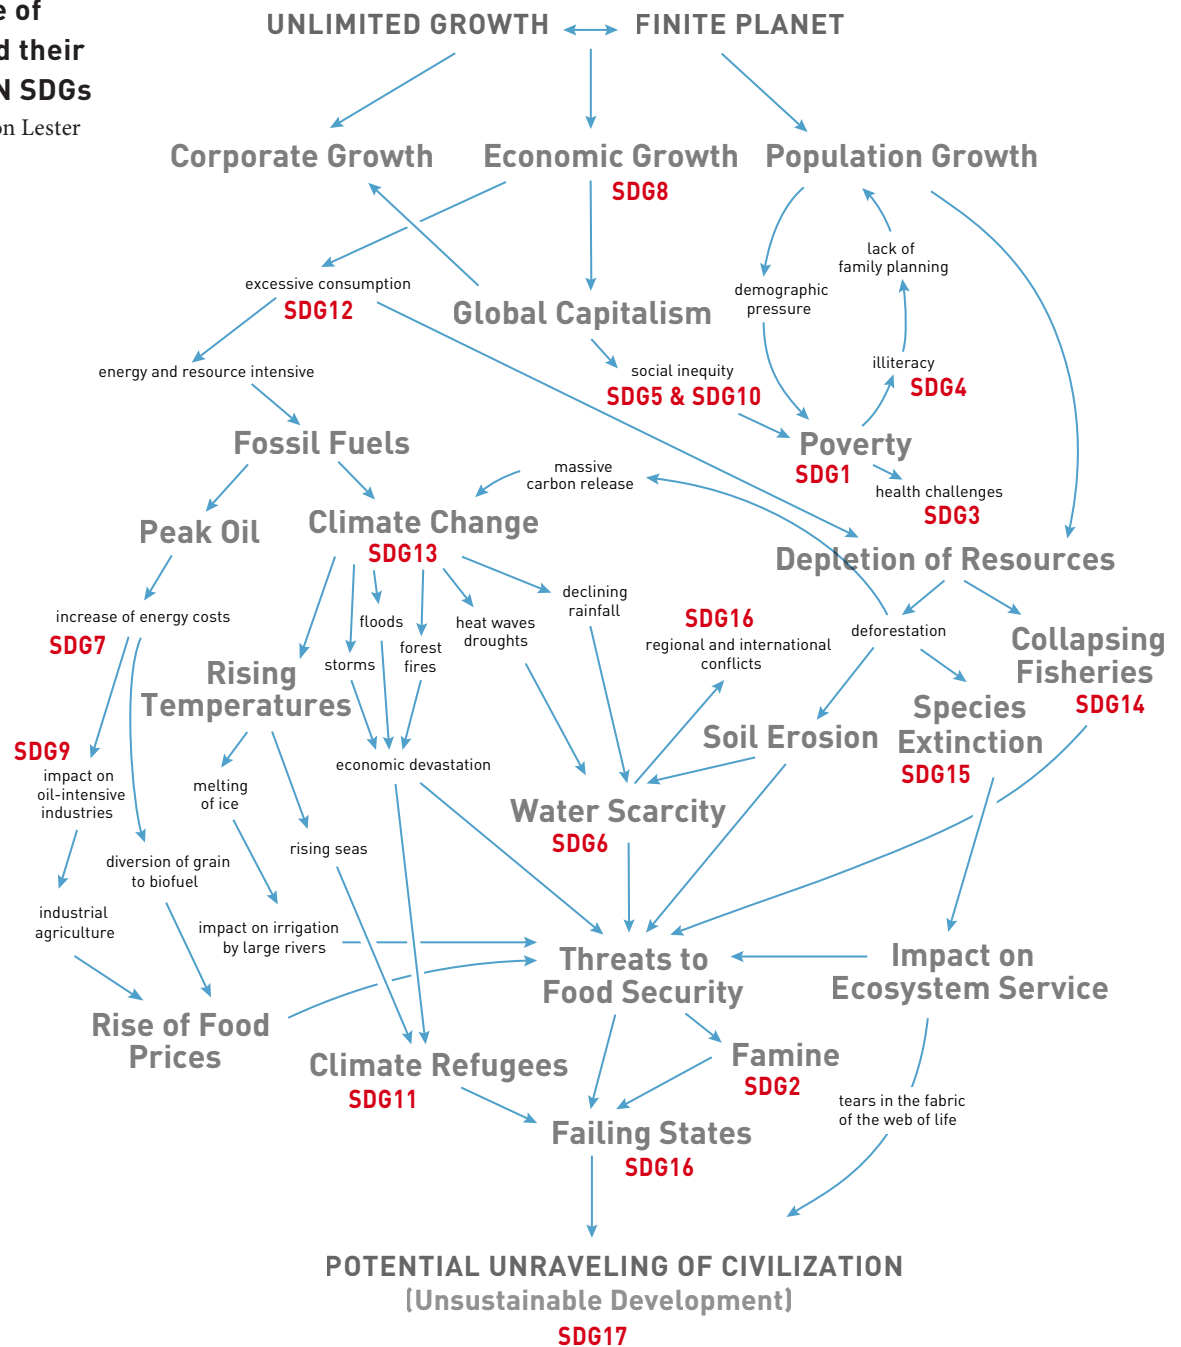 e of
d their
N SDGs
on Lester
UNLIMITED GROWTH
FINITE PLANET
Corporate Growth
Economic Growth
SDG8
Population Growth
lack of
family planning
excessive consumption
SDG12
demographic
pressure
Global Capitalism
energy and resource intensive
social inequity
SDG5 & SDG10
illiteracy
SDG4
Fossil Fuels
Poverty
SDG1
massive
carbon release
health challenges
SDG3
Peak Oil
Climate Change
SDG13
Depletion of Resources
increase of energy costs
SDG7
floods
storms
forest
fires
heat waves
droughts
declining
rainfall
SDG16
regional and international
conflicts
deforestation
Collapsing
Fisheries
SDG14
Rising
Temperatures
Soil Erosion
Species
Extinction
SDG15
SDG9
impact on
oil-intensive
industries
melting
of ice
economic devastation
Water Scarcity
SDG6
diversion of grain
to biofuel
rising seas
industrial
agriculture
impact on irrigation
by large rivers
Threats to
Food Security
Impact on
Ecosystem Service
Rise of Food
Prices
Climate Refugees
SDG11
Famine
SDG2
tears in the fabric
of the web of life
Failing States
SDG16
POTENTIAL UNRAVELING OF CIVILIZATION
(Unsustainable Development)
SDG17